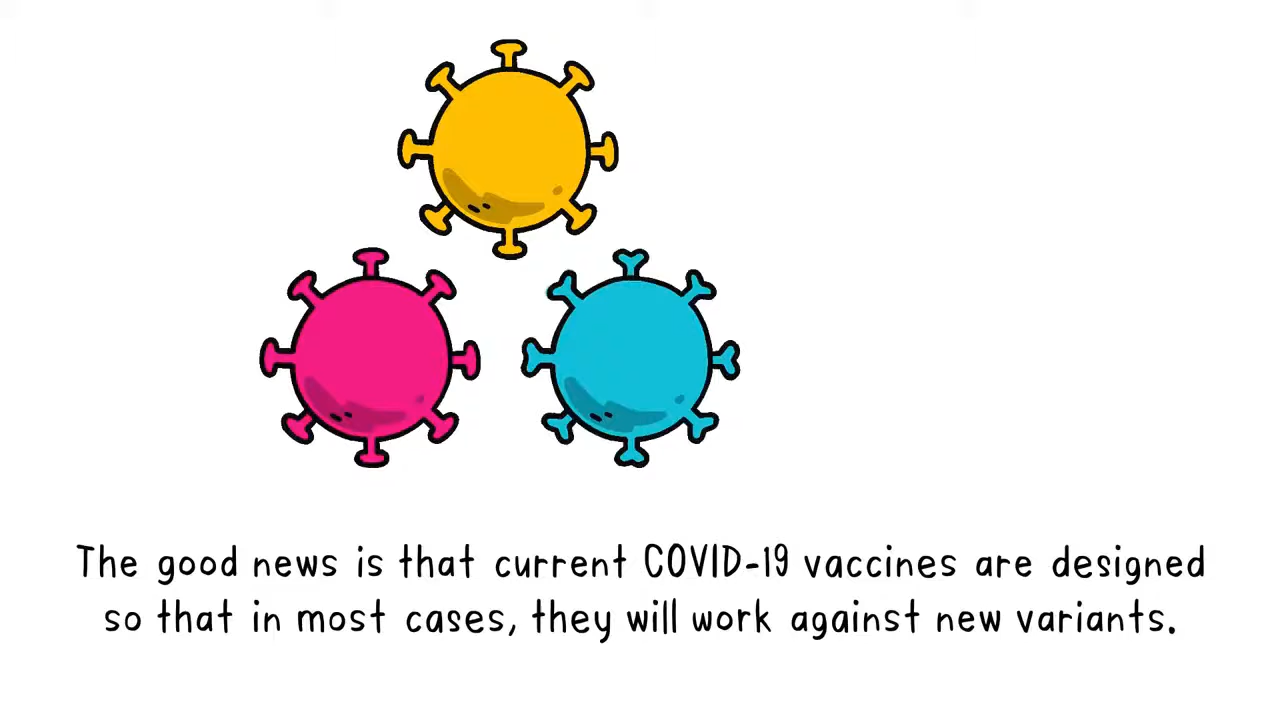 The good news is that current COVID-19 vaccines are designed
so that in most cases, they will work against new variants.